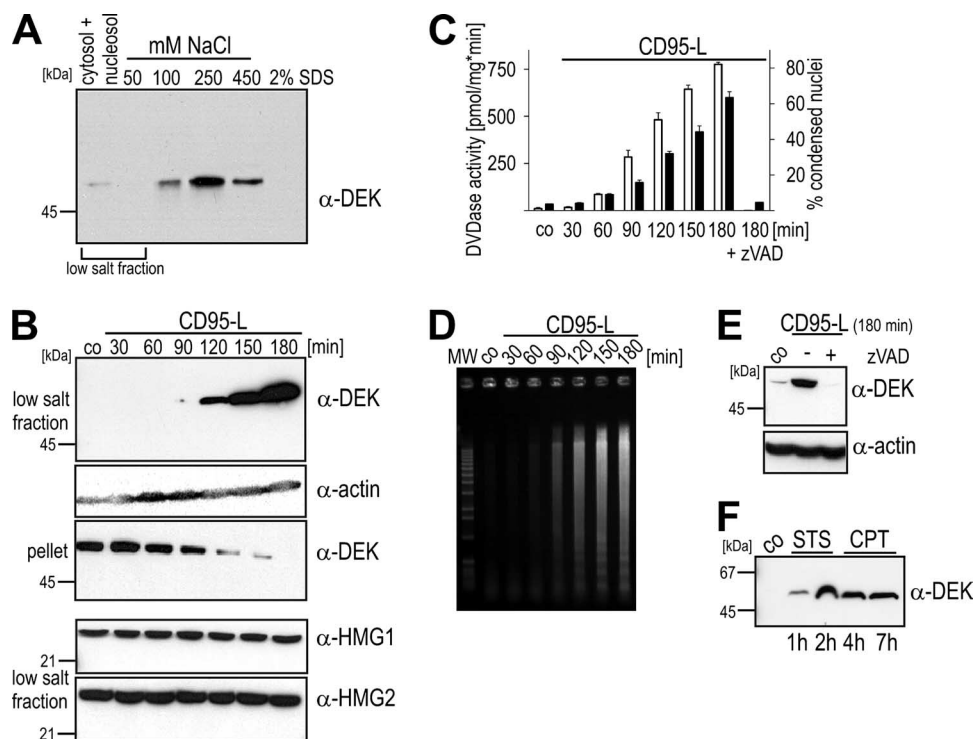 A
cytosol +
nucleosol
mM NaCl
[kDa]
50 100 250 450 2% SDS
45
α-DEK
low salt fraction
B
CD95-L
[kDa]
co 30 60 90 120 150 180 [min]
low salt
fraction
α-DEK
45
α-actin
pellet
α-DEK
45
α-HMG1
21
low salt
fraction
α-HMG2
21
C
CD95-L
DVDase activity [pmol/mg*min]
750
500
250
80
60
40
20
% condensed nuclei
co 30 60 90 120 150 180 180 [min]
+ zVAD
D
CD95-L
MW co 30 60 90 120 150 180 [min]
E
CD95-L (180 min)
co - + zVAD
[kDa]
α-DEK
45
α-actin
F
co STS CPT
[kDa]
67
α-DEK
45
1h 2h 4h 7h